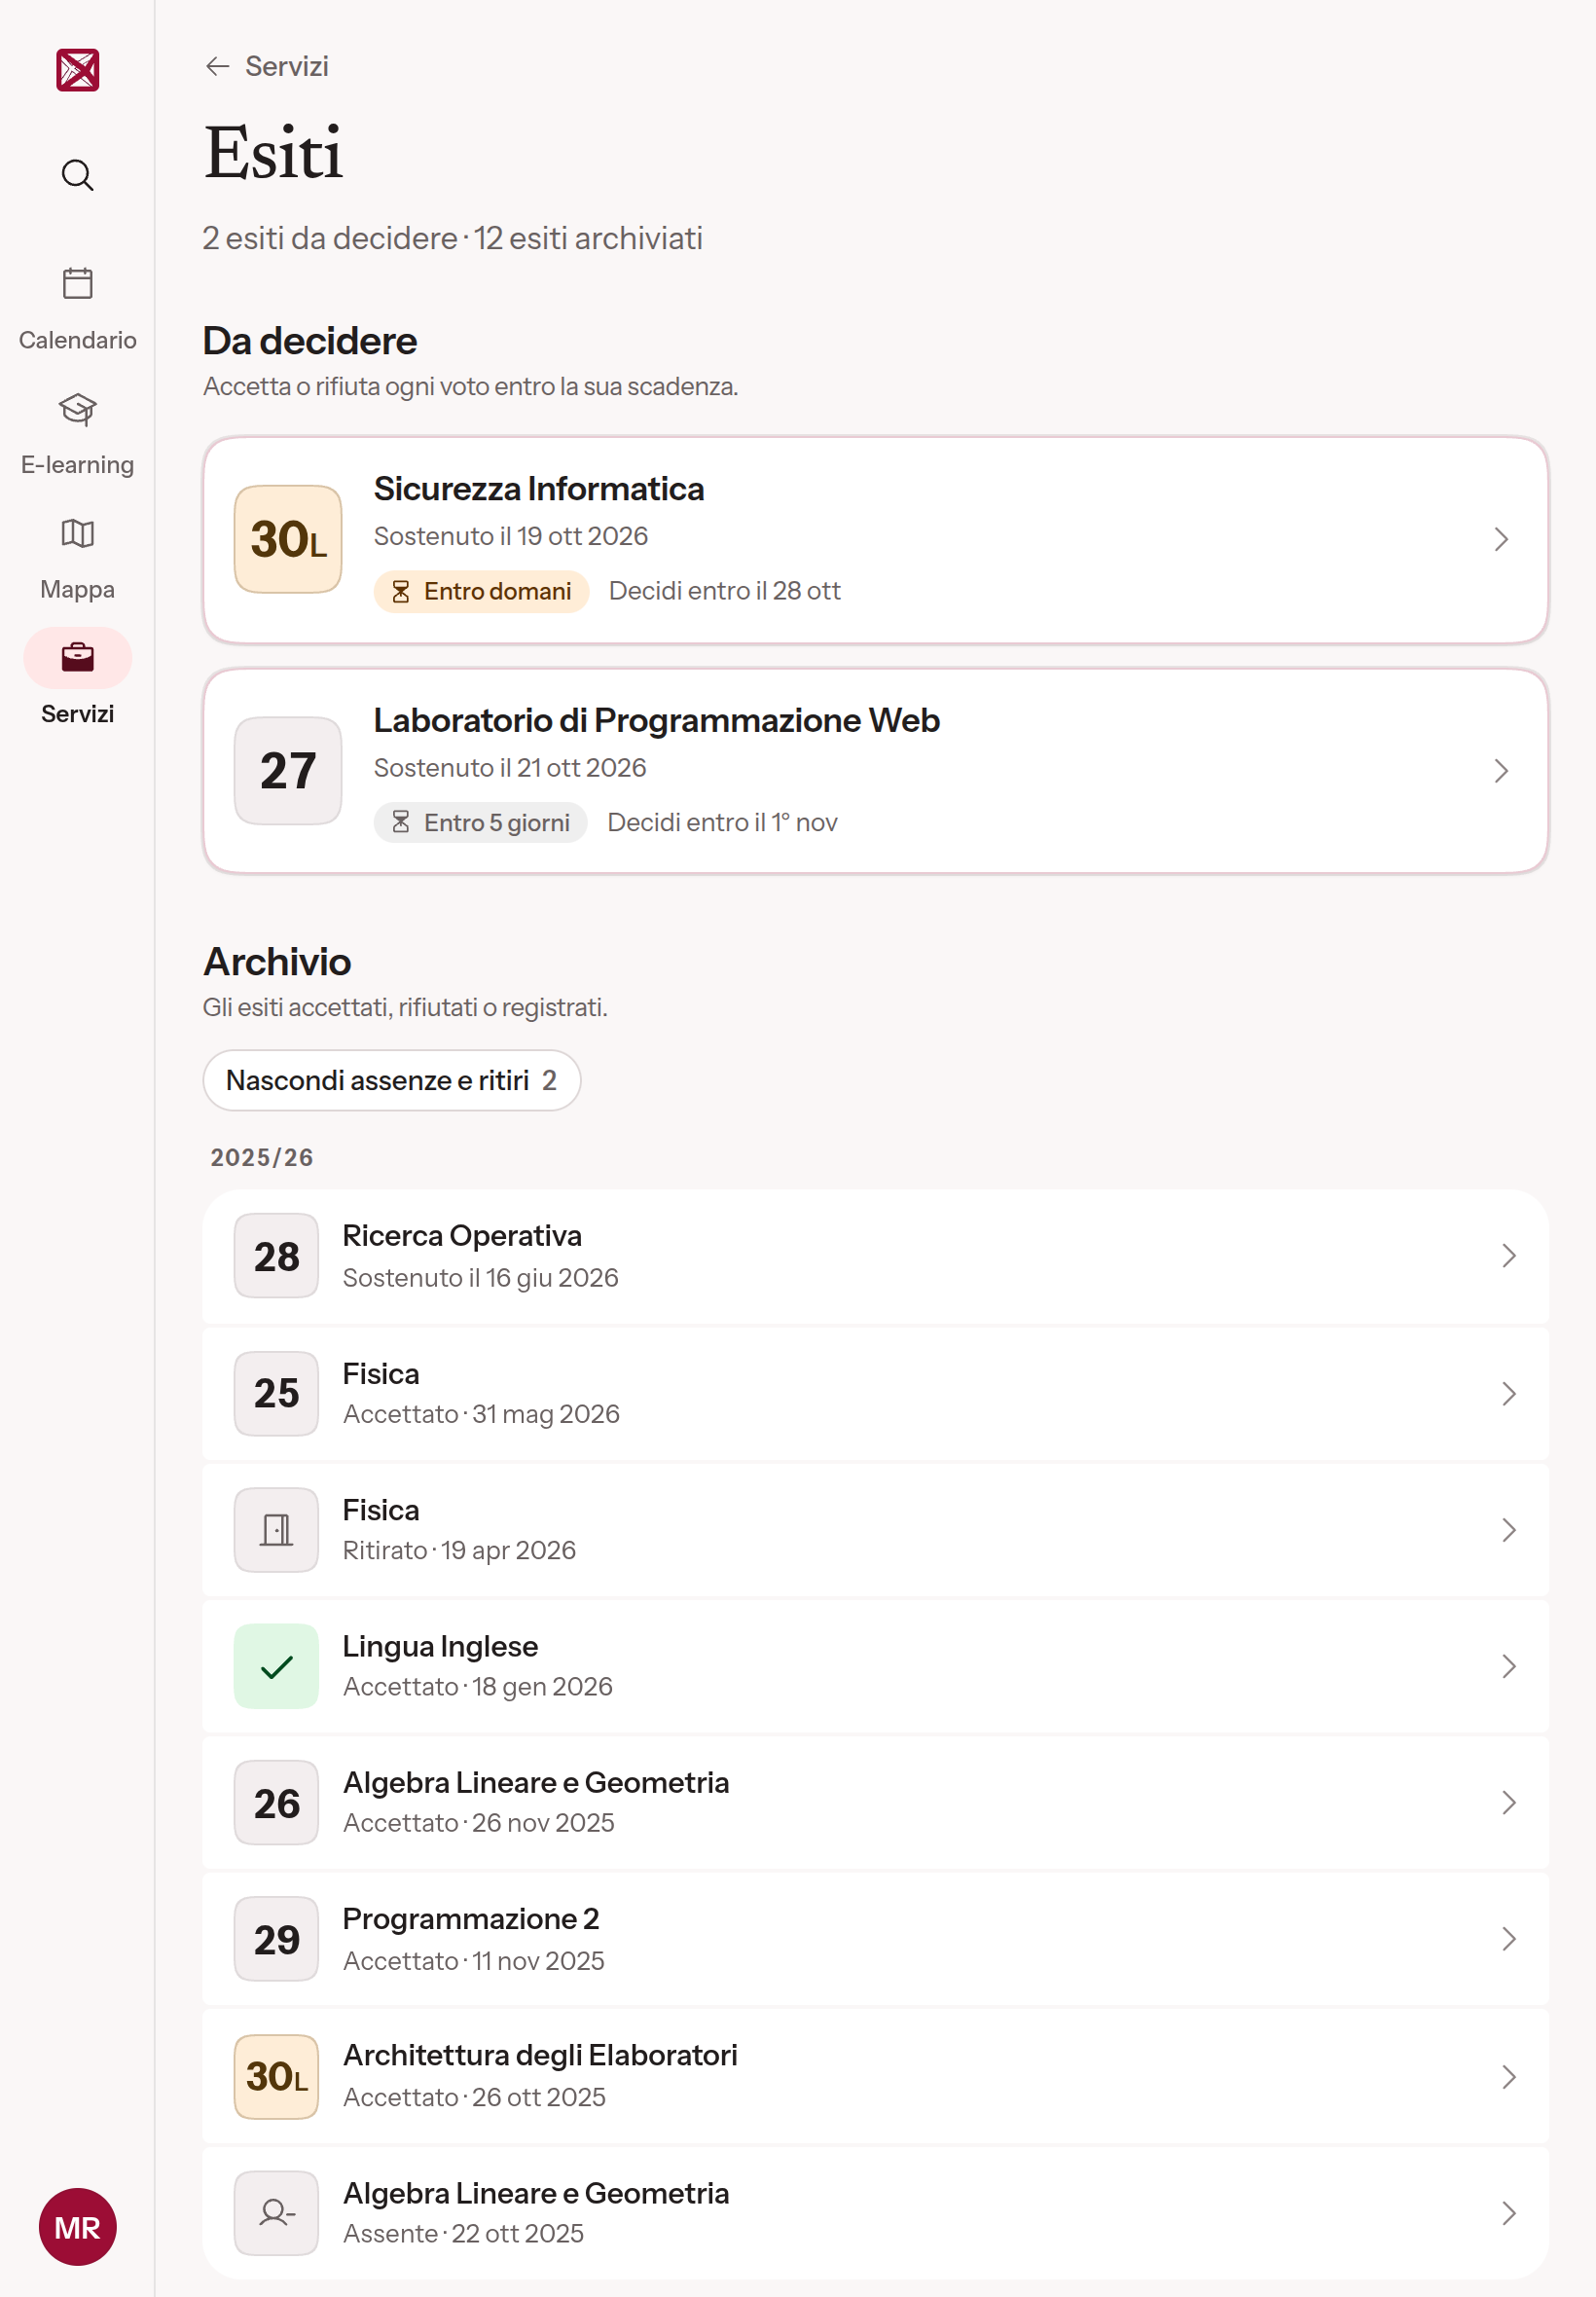 Servizi
Esiti
2 esiti da decidere · 12 esiti archiviati
Calendario
E-learning
Mappa
Servizi
MR
Da decidere
Accetta o rifiuta ogni voto entro la sua scadenza.
30L
Sicurezza Informatica
Sostenuto il 19 ott 2026
Entro domani
Decidi entro il 28 ott
27
Laboratorio di Programmazione Web
Sostenuto il 21 ott 2026
Entro 5 giorni
Decidi entro il 1° nov
Archivio
Gli esiti accettati, rifiutati o registrati.
Nascondi assenze e ritiri 2
2025/26
28
Ricerca Operativa
Sostenuto il 16 giu 2026
25
Fisica
Accettato · 31 mag 2026
Fisica
Ritirato · 19 apr 2026
Lingua Inglese
Accettato · 18 gen 2026
26
Algebra Lineare e Geometria
Accettato · 26 nov 2025
29
Programmazione 2
Accettato · 11 nov 2025
30L
Architettura degli Elaboratori
Accettato · 26 ott 2025
Algebra Lineare e Geometria
Assente · 22 ott 2025